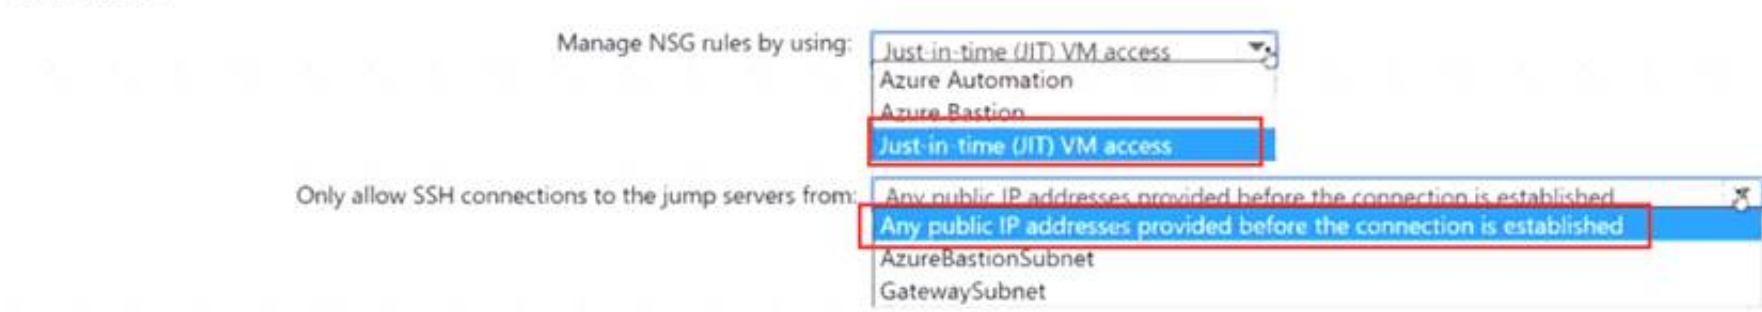 Manage NSG rules by using:
Just-in-time (JIT) VM access
Azure Automation
Azure Bastion
Just-in-time (JIT) VM access
Only allow SSH connections to the jump servers from:
Any public IP addresses provided before the connection is established
Any public IP addresses provided before the connection is established
AzureBastionSubnet
GatewaySubnet